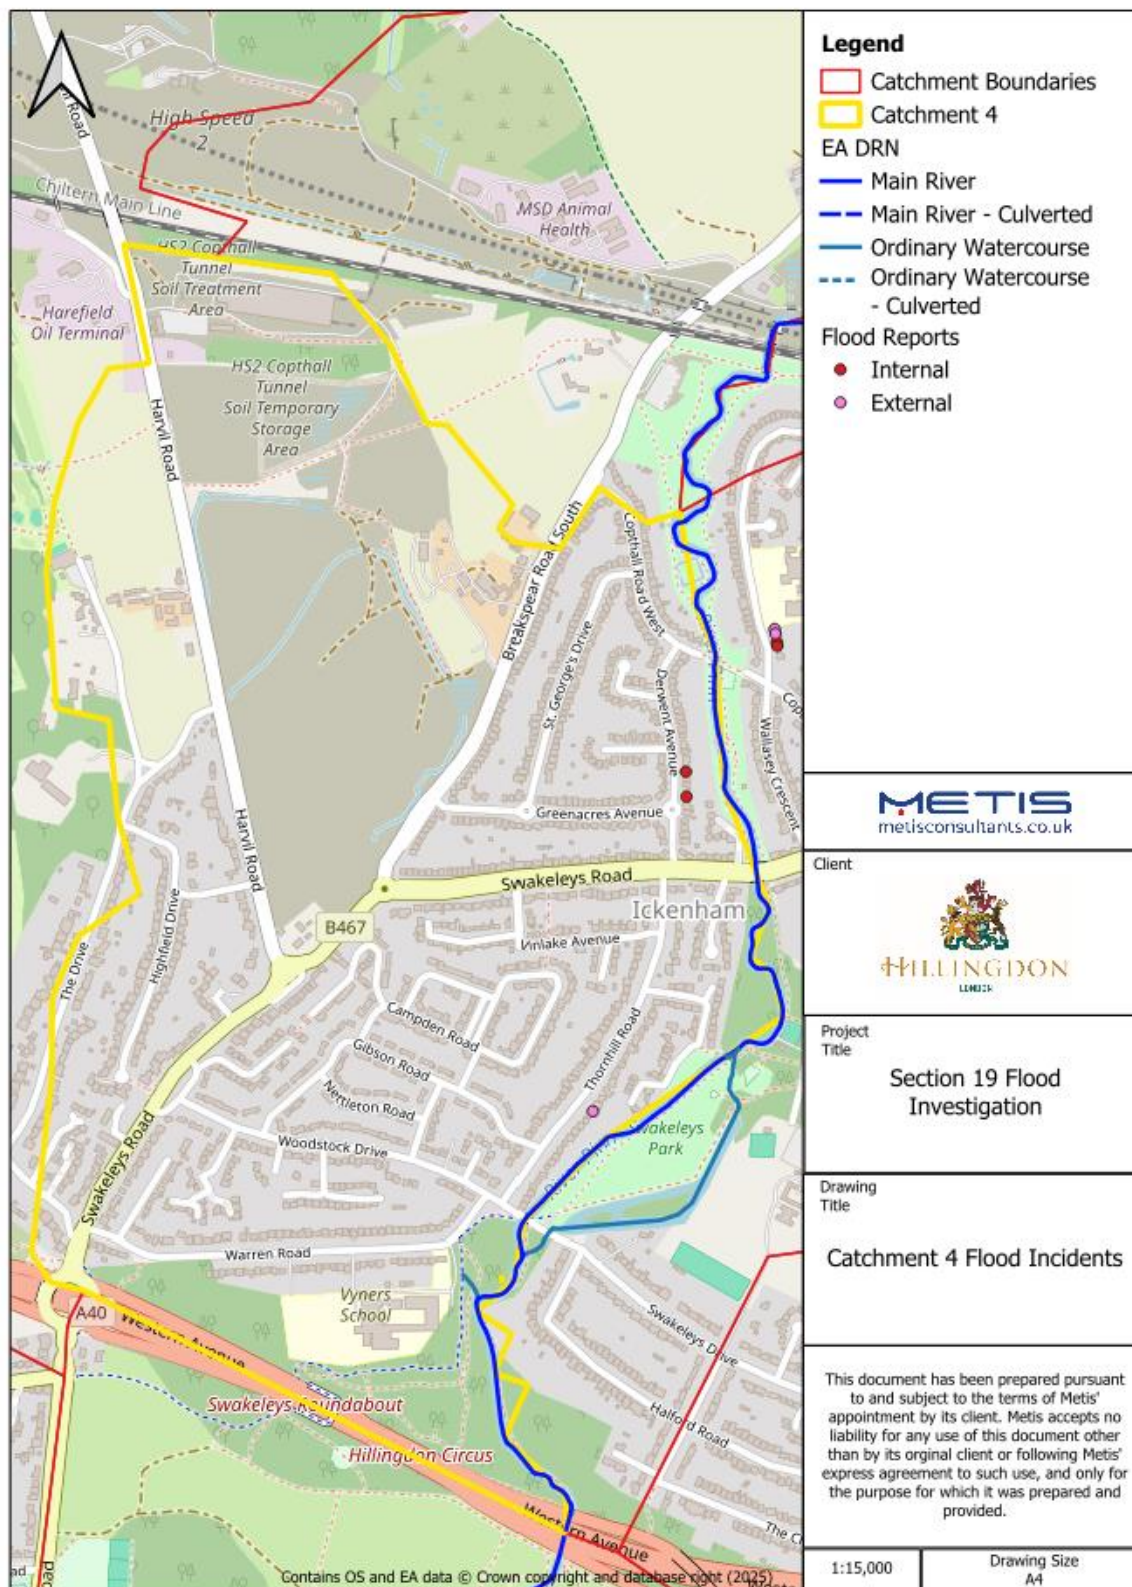 Road
High Speed
2
Chiltern Main Line
MSD Animal
Health
HS2 Copthall
Tunnel
Soil Treatment
Area
Harefield
Oil Terminal
HS2 Copthall
Tunnel
Soil Temporary
Storage
Area
Harvil Road
Breakspear Road South
Copthall Road West
St. George's Drive
Derwent Avenue
Wallasey Crescent
Greenacres Avenue
Harvil Road
Swakeleys Road
Ickenham
B467
Vinlake Avenue
Highfield Drive
The Drive
Campden Road
Gibson Road
Thornhill Road
Nettleton Road
Swakeleys
Park
Woodstock Drive
Swakeleys Road
Warren Road
Vyners
School
A40
Western Avenue
Swakeleys Drive
Swakeleys Roundabout
Halford Road
Hillingdon Circus
Western Avenue
Contains OS and EA data © Crown copyright and database right (2025)
Legend
Catchment Boundaries
Catchment 4
EA DRN
Main River
Main River - Culverted
Ordinary Watercourse
Ordinary Watercourse
- Culverted
Flood Reports
Internal
External
METIS
metisconsultants.co.uk
Client
HILLINGDON
LONDON
Project
Title
Section 19 Flood
Investigation
Drawing
Title
Catchment 4 Flood Incidents
This document has been prepared pursuant
to and subject to the terms of Metis'
appointment by its client. Metis accepts no
liability for any use of this document other
than by its orginal client or following Metis'
express agreement to such use, and only for
the purpose for which it was prepared and
provided.
1:15,000
Drawing Size
A4